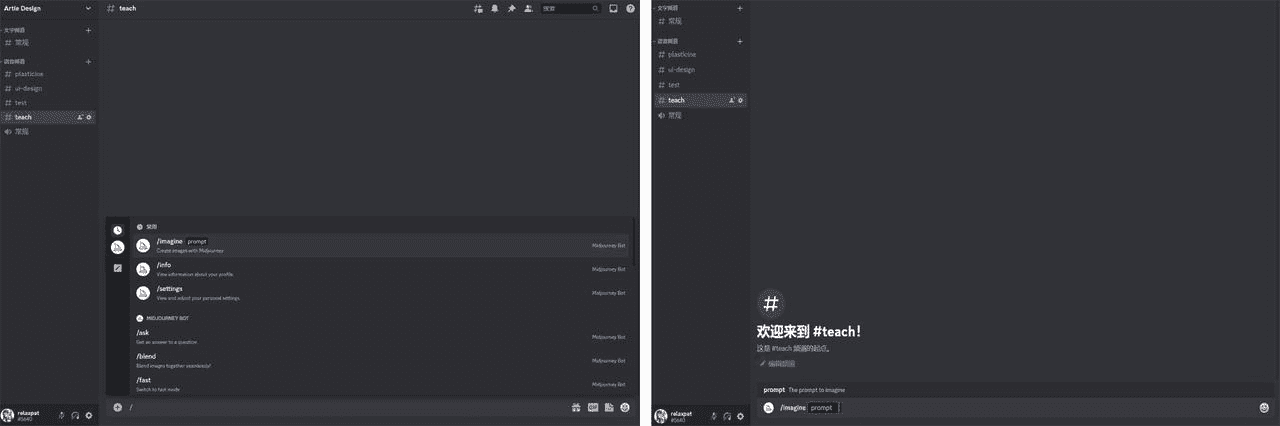 Artie Design
文字频道
常规
语音频道
plasticine
ui-design
test
teach
常规
relaxpat
#5640
teach
搜索
常用
/imagine prompt
Create images with Midjourney
Midjourney Bot
/info
View information about your profile.
Midjourney Bot
/settings
View and adjust your personal settings.
Midjourney Bot
MIDJOURNEY BOT
/ask
Get an answer to a question.
Midjourney Bot
/blend
Blend images together seamlessly!
Midjourney Bot
/fast
Switch to fast mode
Midjourney Bot
/
GIF
文字频道
常规
语音频道
plasticine
ui-design
test
teach
常规
relaxpat
#5640
欢迎来到 #teach!
这是 #teach 频道的起点。
编辑频道
prompt The prompt to imagine
/imagine prompt